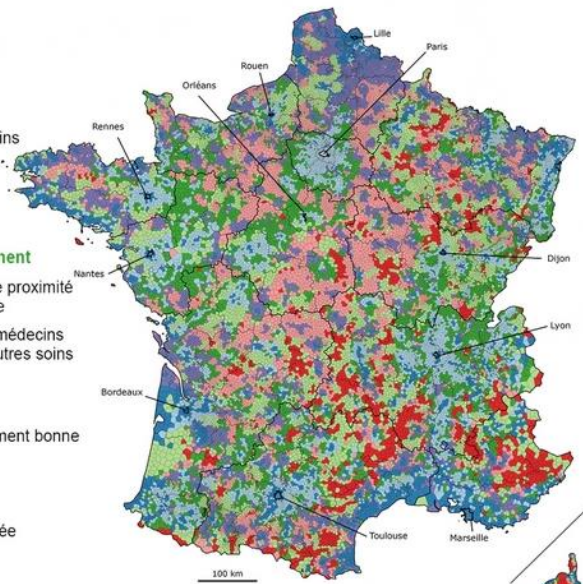 Lille
Paris
Rouen
Orléans
Rennes
ins
ment
e proximité
e
médecins
utres soins
Nantes
Dijon
Lyon
Bordeaux
ment bonne
ée
Toulouse
Marseille
100 km